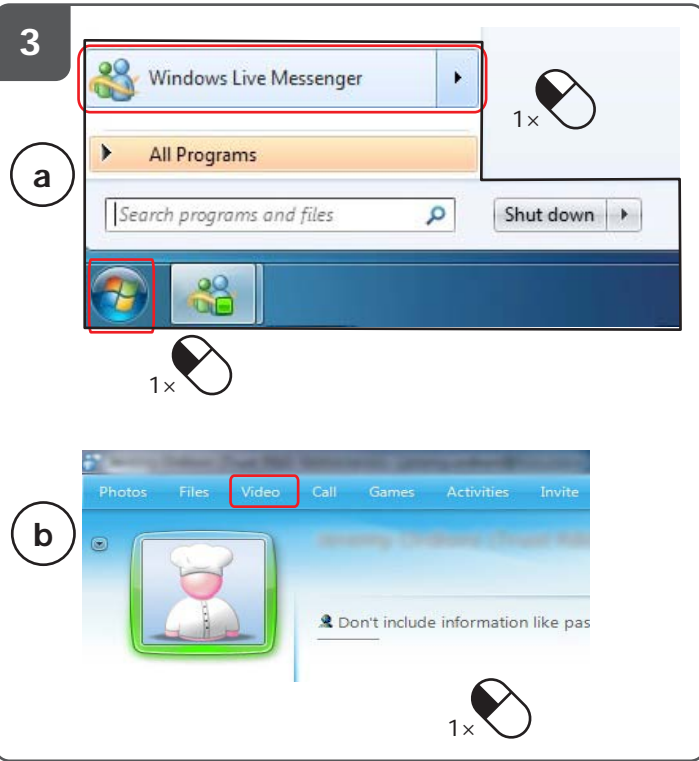 3
Windows Live Messenger
1×
a
All Programs
Search programs and files
Shut down
1×
Photos Files Video Call Games Activities Invite
b
Don't include information like pas
1×